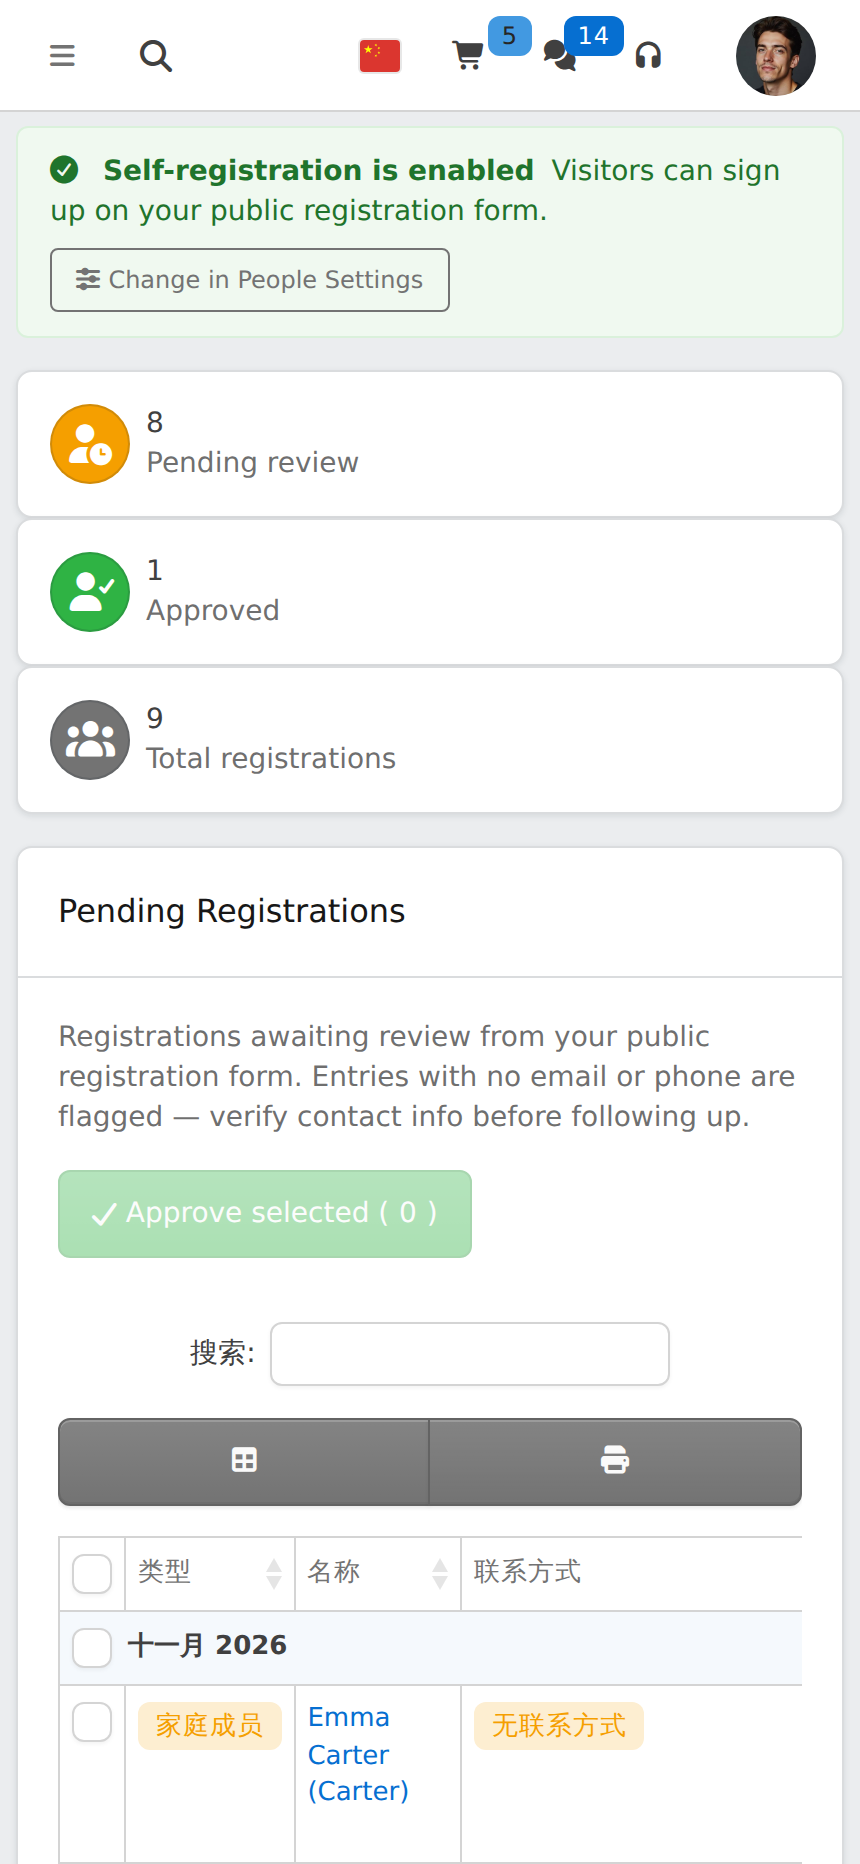 5
14
Self-registration is enabled Visitors can sign
up on your public registration form.
Change in People Settings
8
Pending review
1
Approved
9
Total registrations
Pending Registrations
Registrations awaiting review from your public
registration form. Entries with no email or phone are
flagged — verify contact info before following up.
Approve selected ( 0 )
搜索:
类型 名称 联系方式
十一月 2026
家庭成员 Emma 无联系方式
Carter
(Carter)